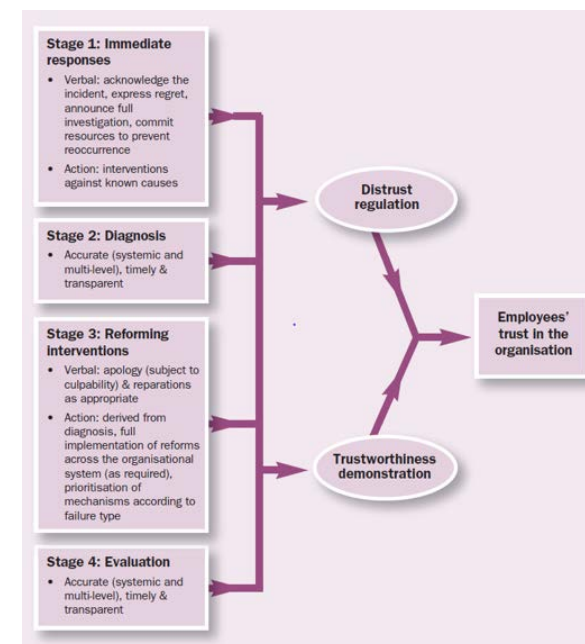 Stage 1: Immediate
responses
• Verbal: acknowledge the
incident, express regret,
announce full
investigation, commit
resources to prevent
reoccurrence
• Action: interventions
against known causes
Stage 2: Diagnosis
• Accurate (systemic and
multi-level), timely &
transparent
Stage 3: Reforming
interventions
• Verbal: apology (subject to
culpability) & reparations
as appropriate
• Action: derived from
diagnosis, full
implementation of reforms
across the organisational
system (as required),
prioritisation of
mechanisms according to
failure type
Stage 4: Evaluation
• Accurate (systemic and
multi-level), timely &
transparent
Distrust
regulation
Trustworthiness
demonstration
Employees'
trust in the
organisation